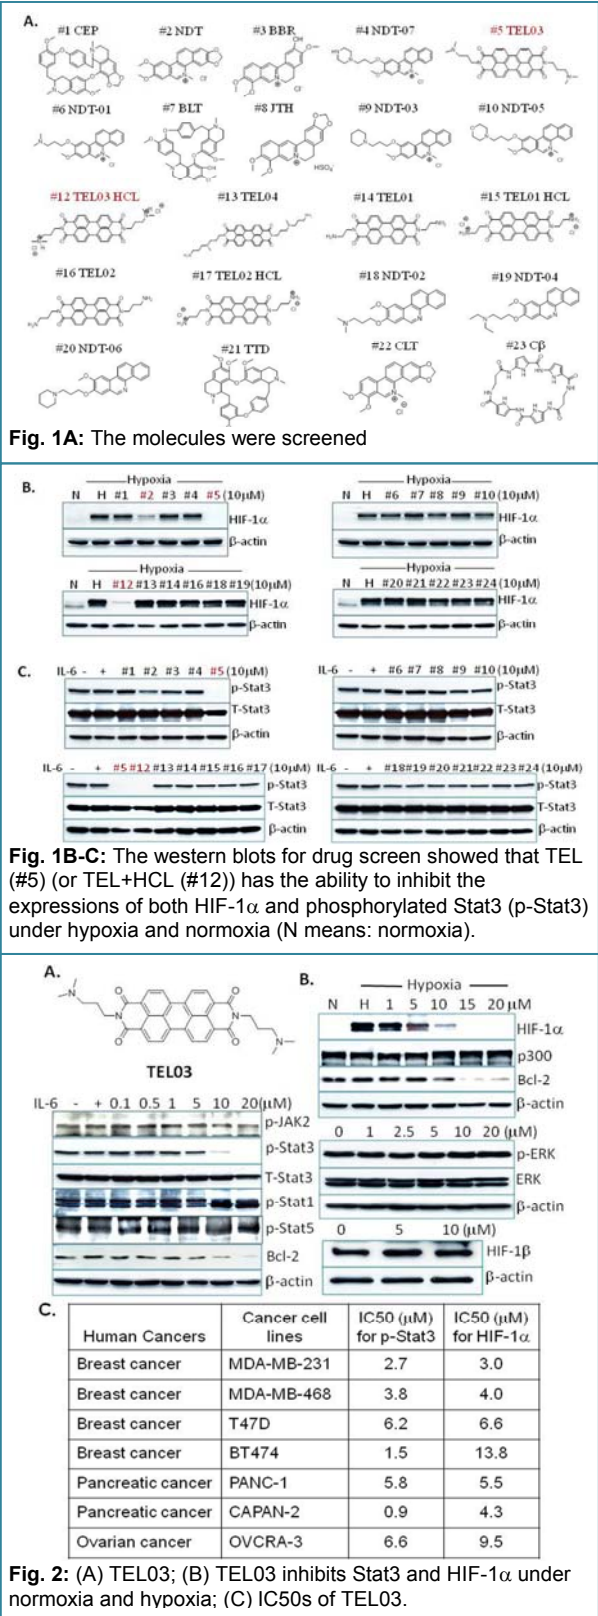 A.
#1 CEP #2 NDT #3 BBR #4 NDT-07 #5 TEL03
#6 NDT-01 #7 BLT #8 JTH #9 NDT-03 #10 NDT-05
#12 TEL03 HCL #13 TEL04 #14 TEL01 #15 TEL01 HCL
#16 TEL02 #17 TEL02 HCL #18 NDT-02 #19 NDT-04
#20 NDT-06 #21 TTD #22 CLT #23 Cβ
Fig. 1A: The molecules were screened
B.
Hypoxia
N H #1 #2 #3 #4 #5 (10μM)
HIF-1α
β-actin
Hypoxia
N H #6 #7 #8 #9 #10 (10μM)
HIF-1α
β-actin
Hypoxia
N H #12 #13 #14 #16 #18 #19 (10μM)
HIF-1α
β-actin
Hypoxia
N H #20 #21 #22 #23 #24 (10μM)
HIF-1α
β-actin
C.
IL-6 - + #1 #2 #3 #4 #5 (10μM)
p-Stat3
T-Stat3
β-actin
IL-6 - + #6 #7 #8 #9 #10 (10μM)
p-Stat3
T-Stat3
β-actin
IL-6 - + #5 #12 #13 #14 #15 #16 #17 (10μM)
p-Stat3
T-Stat3
β-actin
IL-6 - + #18 #19 #20 #21 #22 #23 #24 (10μM)
p-Stat3
T-Stat3
β-actin
Fig. 1B-C: The western blots for drug screen showed that TEL
(#5) (or TEL+HCL (#12)) has the ability to inhibit the
expressions of both HIF-1α and phosphorylated Stat3 (p-Stat3)
under hypoxia and normoxia (N means: normoxia).
A.
TEL03
IL-6 - + 0.1 0.5 1 5 10 20(μM)
p-JAK2
p-Stat3
T-Stat3
p-Stat1
p-Stat5
Bcl-2
β-actin
B.
Hypoxia
N H 1 5 10 15 20 μM
HIF-1α
p300
Bcl-2
β-actin
0 1 2.5 5 10 20 (μM)
p-ERK
ERK
β-actin
0 5 10 (μM)
HIF-1β
β-actin
C.
Human Cancers Cancer cell lines IC50 (μM) for p-Stat3 IC50 (μM) for HIF-1α
Breast cancer MDA-MB-231 2.7 3.0
Breast cancer MDA-MB-468 3.8 4.0
Breast cancer T47D 6.2 6.6
Breast cancer BT474 1.5 13.8
Pancreatic cancer PANC-1 5.8 5.5
Pancreatic cancer CAPAN-2 0.9 4.3
Ovarian cancer OVCRA-3 6.6 9.5
Fig. 2: (A) TEL03; (B) TEL03 inhibits Stat3 and HIF-1α under
normoxia and hypoxia; (C) IC50s of TEL03.